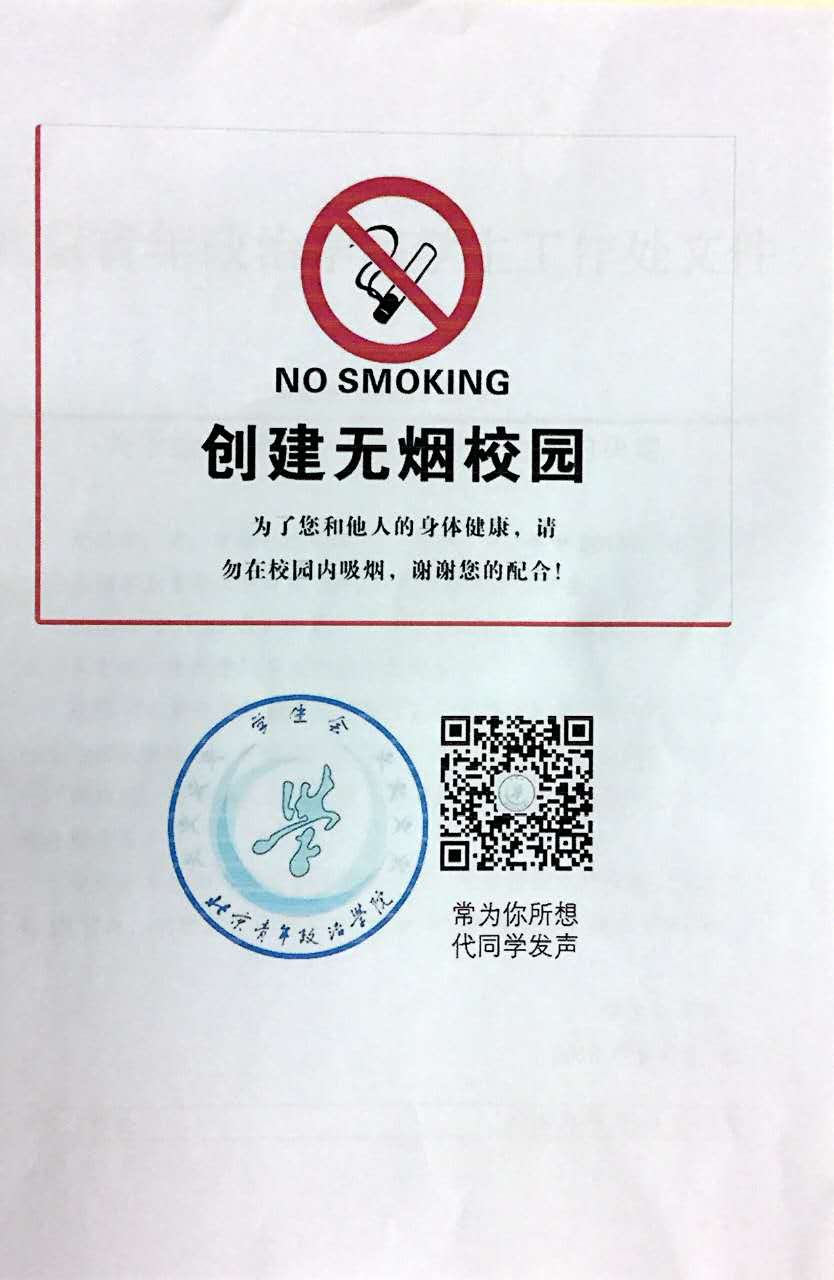 NO SMOKING
创建无烟校园
为了您和他人的身体健康，请
勿在校园内吸烟，谢谢您的配合！
学生会
学
北京青年政治学院
常为你所想
代同学发声